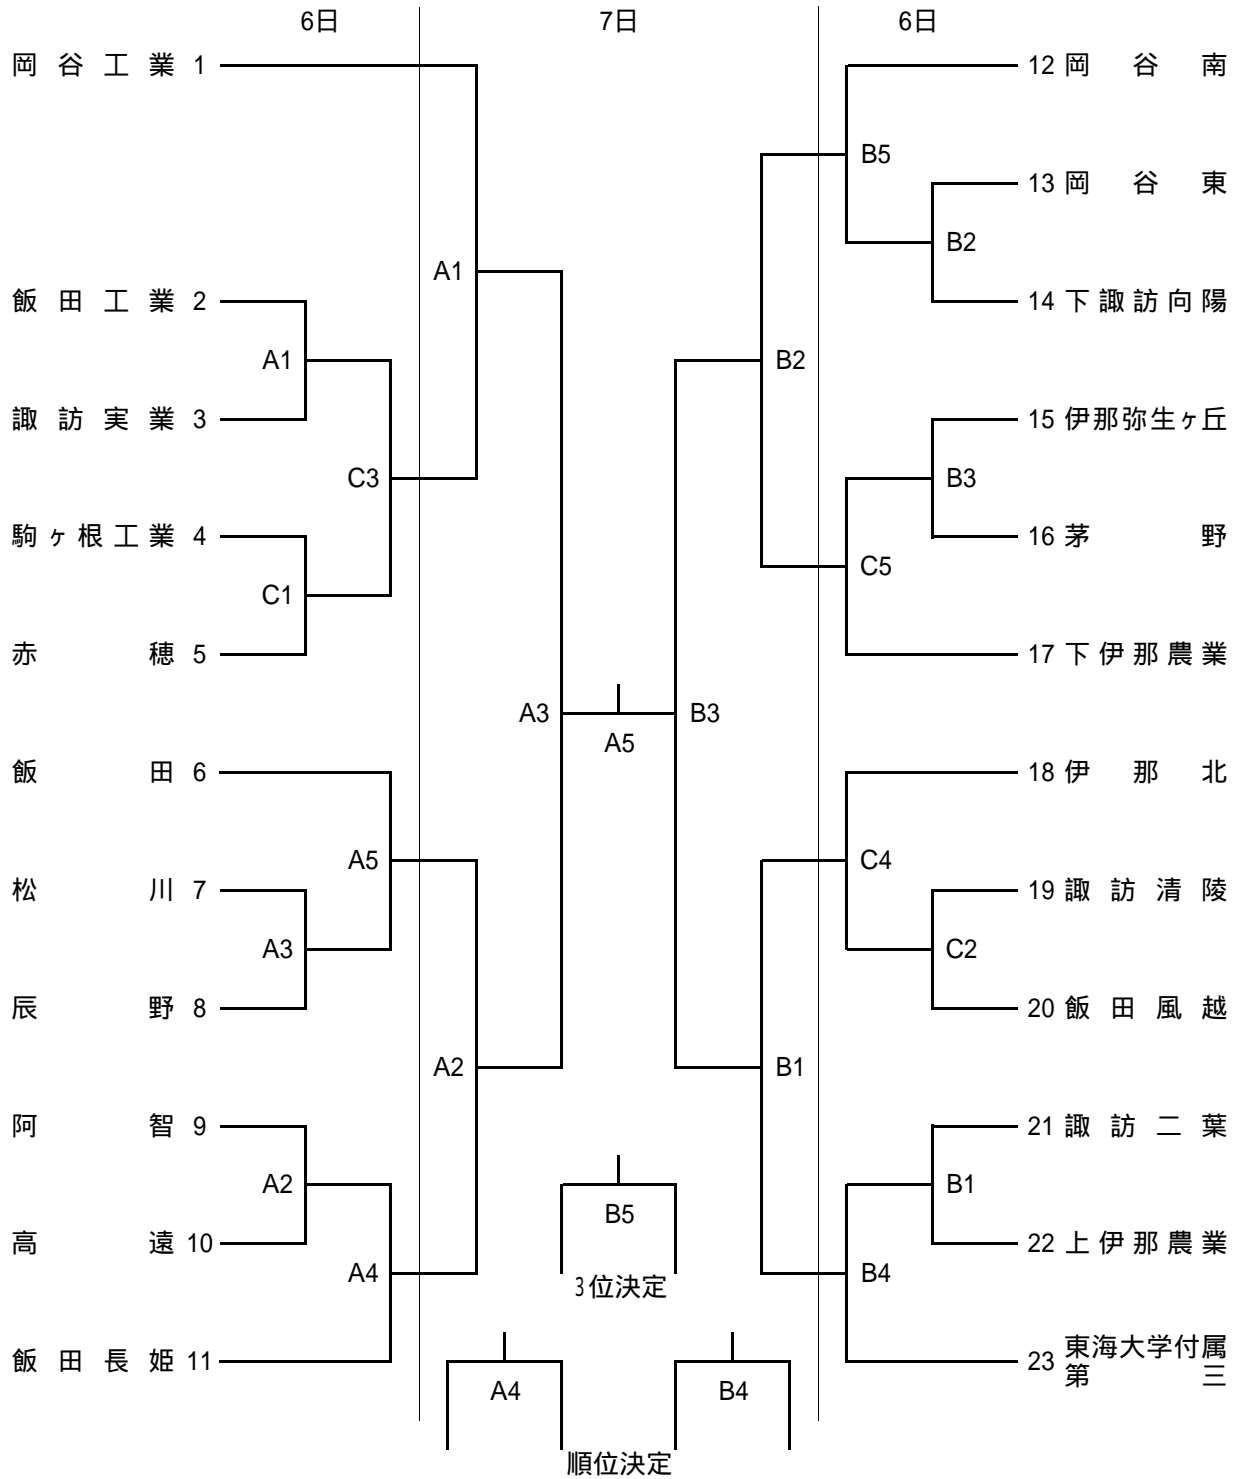 6日 7日 6日
岡谷工業 1
12 岡谷南
B5
13 岡谷東
B2
A1
飯田工業 2
14 下諏訪向陽
A1
B2
諏訪実業 3
15 伊那弥生ヶ丘
C3
B3
駒ヶ根工業 4
16 茅野
C5
C1
赤穂 5
17 下伊那農業
A3
B3
A5
飯田 6
18 伊那北
A5
C4
松川 7
19 諏訪清陵
A3
C2
辰野 8
20 飯田風越
A2
B1
阿智 9
21 諏訪二葉
A2
B1
B5
高遠 10
22 上伊那農業
A4
B4
3位決定
飯田長姫 11
23 東海大学付属
第三
A4
B4
順位決定